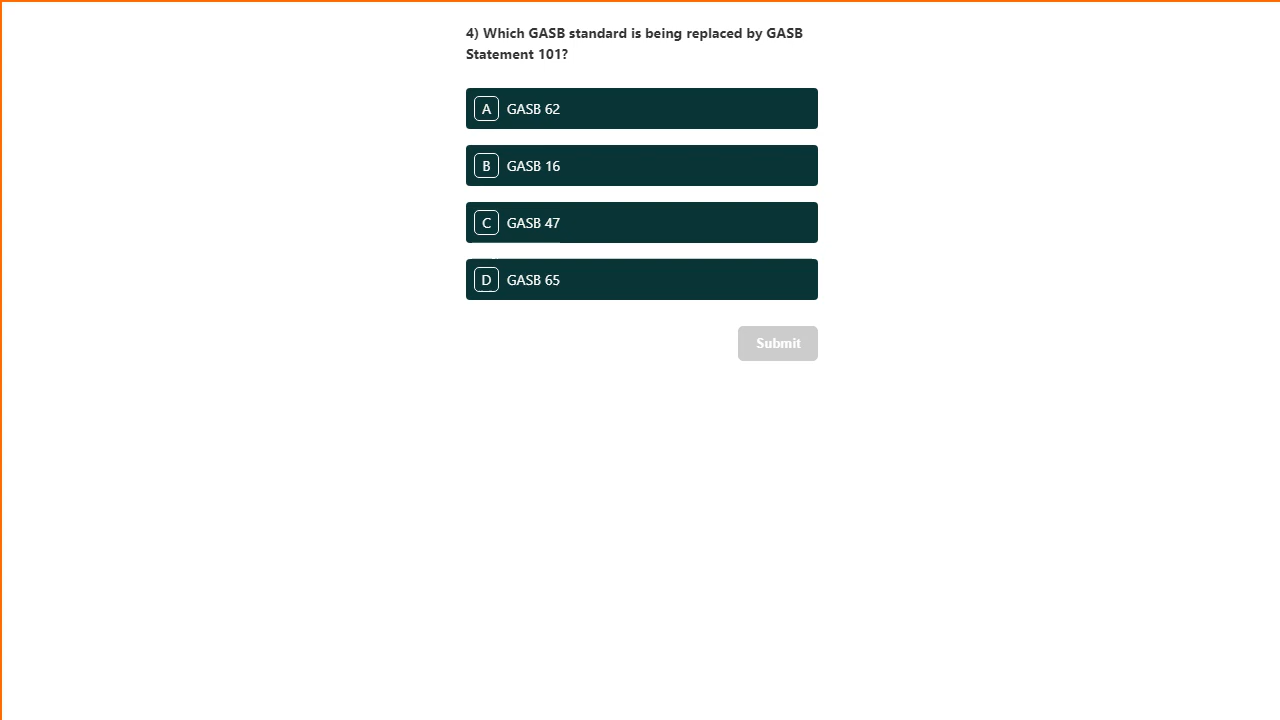 4) Which GASB standard is being replaced by GASB
Statement 101?
A GASB 62
B GASB 16
C GASB 47
D GASB 65
Submit